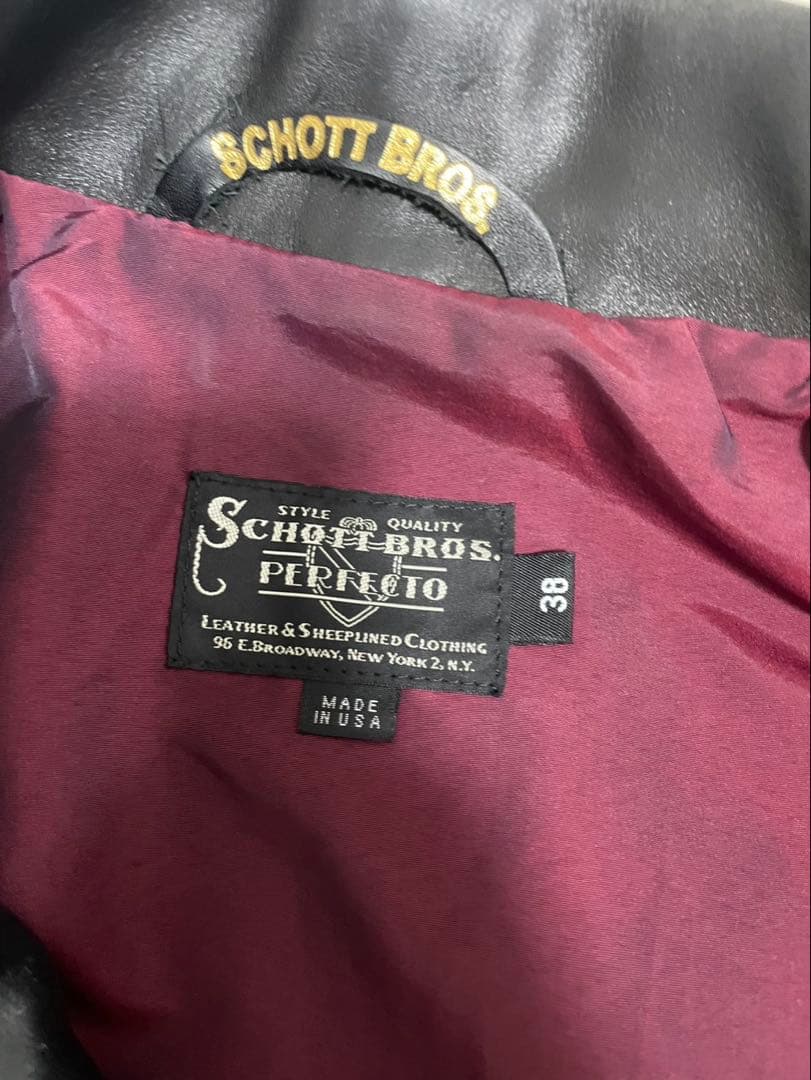 SCHOTT BROS.
STYLE QUALITY
SCHOTT BROS.
PERFECTO
LEATHER & SHEEPLINED CLOTHING
96 E. BROADWAY, NEW YORK 2, N.Y.
38
MADE
IN USA